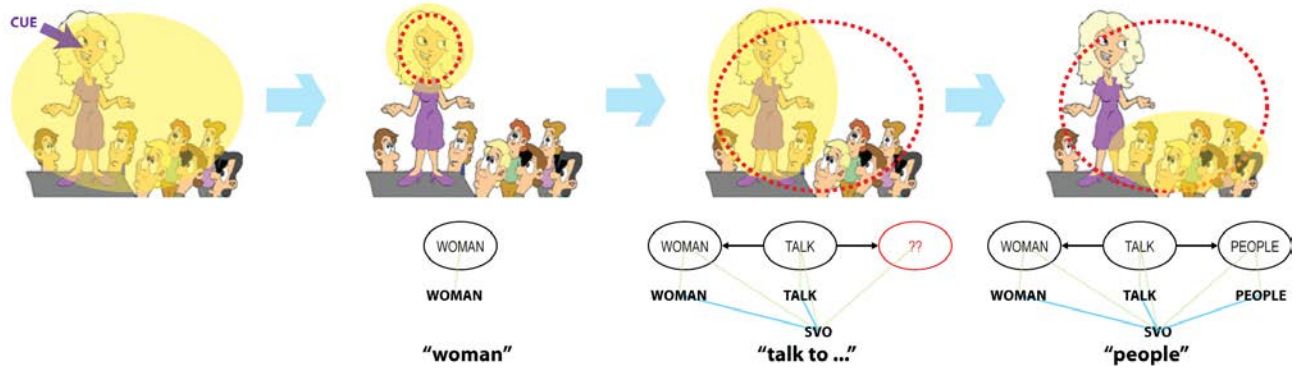 CUE
WOMAN
WOMAN
"woman"
WOMAN TALK ??
WOMAN TALK
SVO
"talk to ..."
WOMAN TALK PEOPLE
WOMAN TALK PEOPLE
SVO
"people"